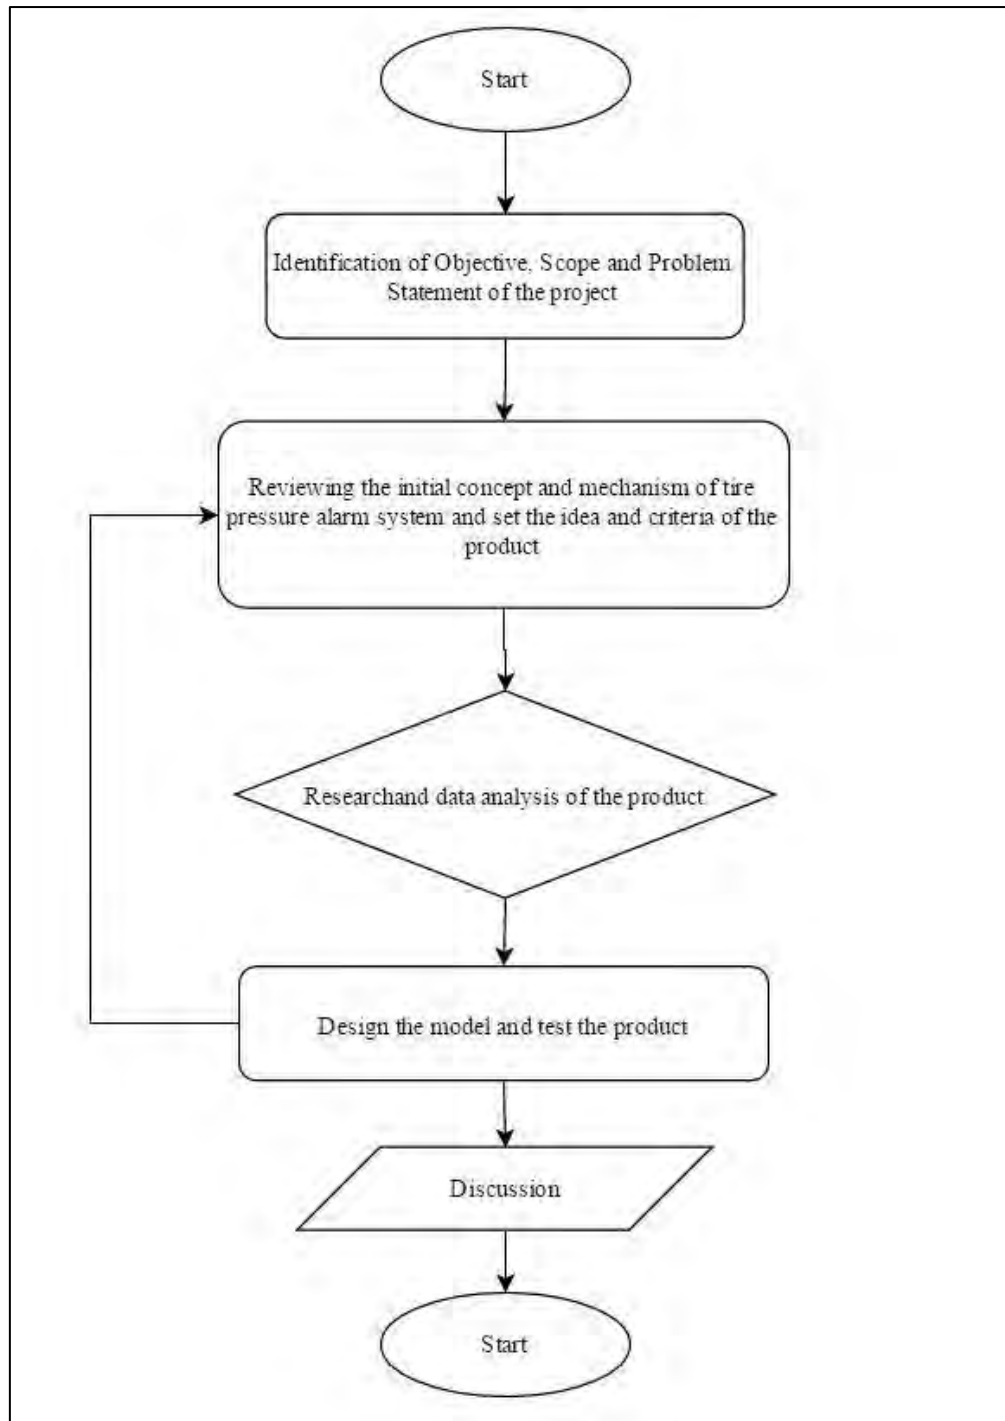 Start
Identification of Objective, Scope and Problem
Statement of the project
Reviewing the initial concept and mechanism of tire
pressure alarm system and set the idea and criteria of the
product
Researchand data analysis of the product
Design the model and test the product
Discussion
Start